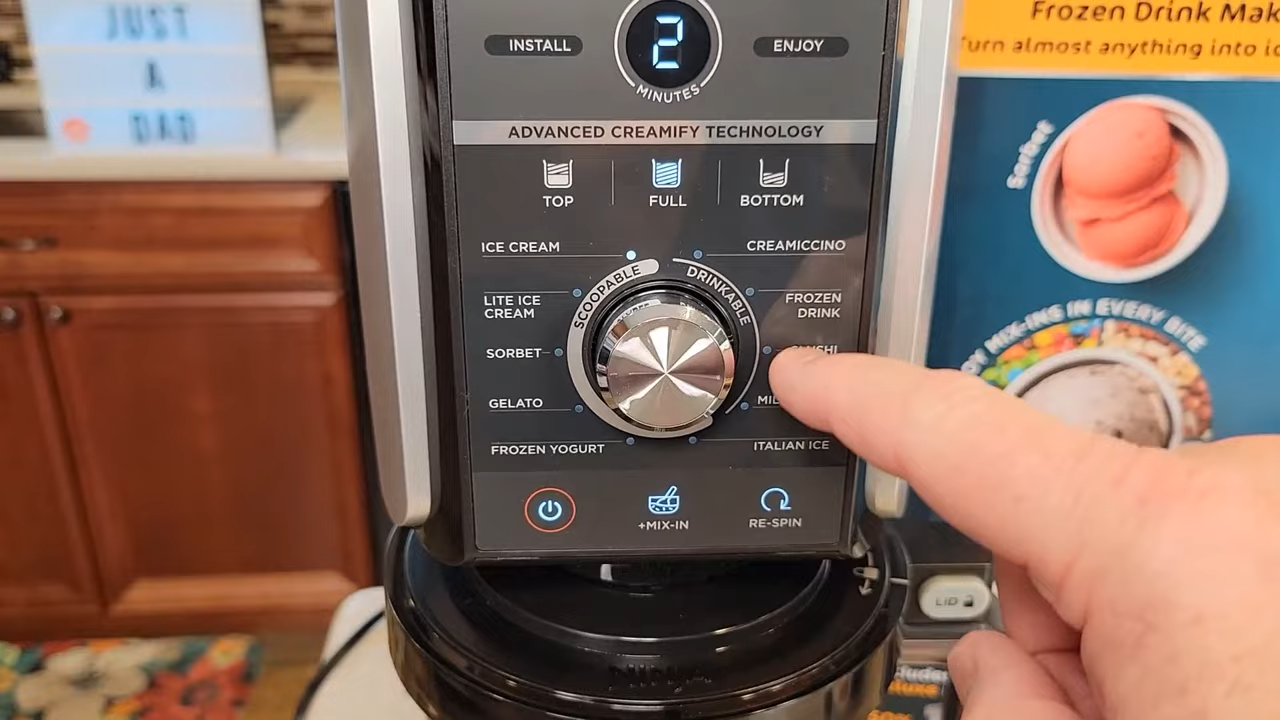 JUST
A
DAD
INSTALL
2
MINUTES
ENJOY
ADVANCED CREAMIFY TECHNOLOGY
TOP
FULL
BOTTOM
ICE CREAM
CREAMICCINO
SCOOPABLE
DRINKABLE
LITE ICE
CREAM
FROZEN
DRINK
SORBET
GELATO
FROZEN YOGURT
ITALIAN ICE
+MIX-IN
RE-SPIN
LID
Frozen Drink
almost anything into
Sorbet
MIX-INS IN EVERY BITE